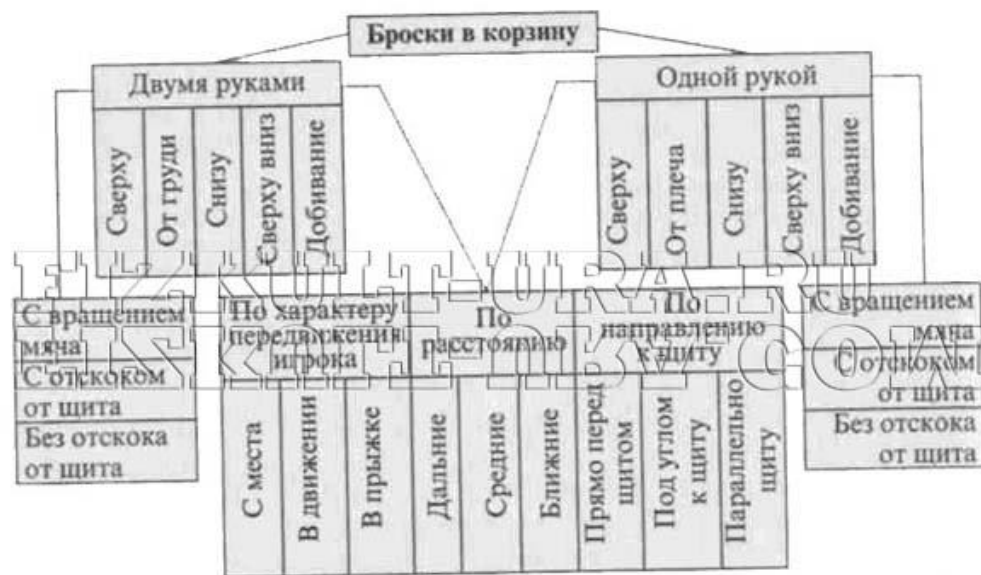 Броски в корзину
Двумя руками
Одной рукой
Сверху
От груди
Снизу
Сверху вниз
Добивание
Сверху
От плеча
Снизу
Сверху вниз
Добивание
С вращением
мяча
С отскоком
от щита
Без отскока
от щита
По характеру
передвижения
игрока
По
расстоянию
По
направлению
к щиту
С места
В движении
В прыжке
Дальние
Средние
Ближние
Прямо перед
щитом
Под углом
к щиту
Параллельно
щиту
С вращением
мяча
С отскоком
от щита
Без отскока
от щита